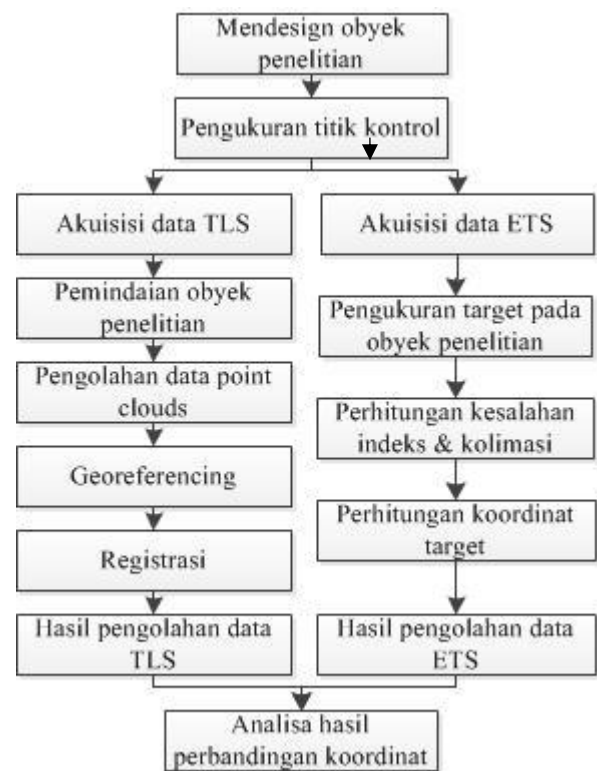 Mendesign obyek
penelitian
Pengukuran titik kontrol
Akuisisi data TLS
Pemindaian obyek
penelitian
Pengolahan data point
clouds
Georeferencing
Registrasi
Hasil pengolahan data
TLS
Akuisisi data ETS
Pengukuran target pada
obyek penelitian
Perhitungan kesalahan
indeks & kolimasi
Perhitungan koordinat
target
Hasil pengolahan data
ETS
Analisa hasil
perbandingan koordinat